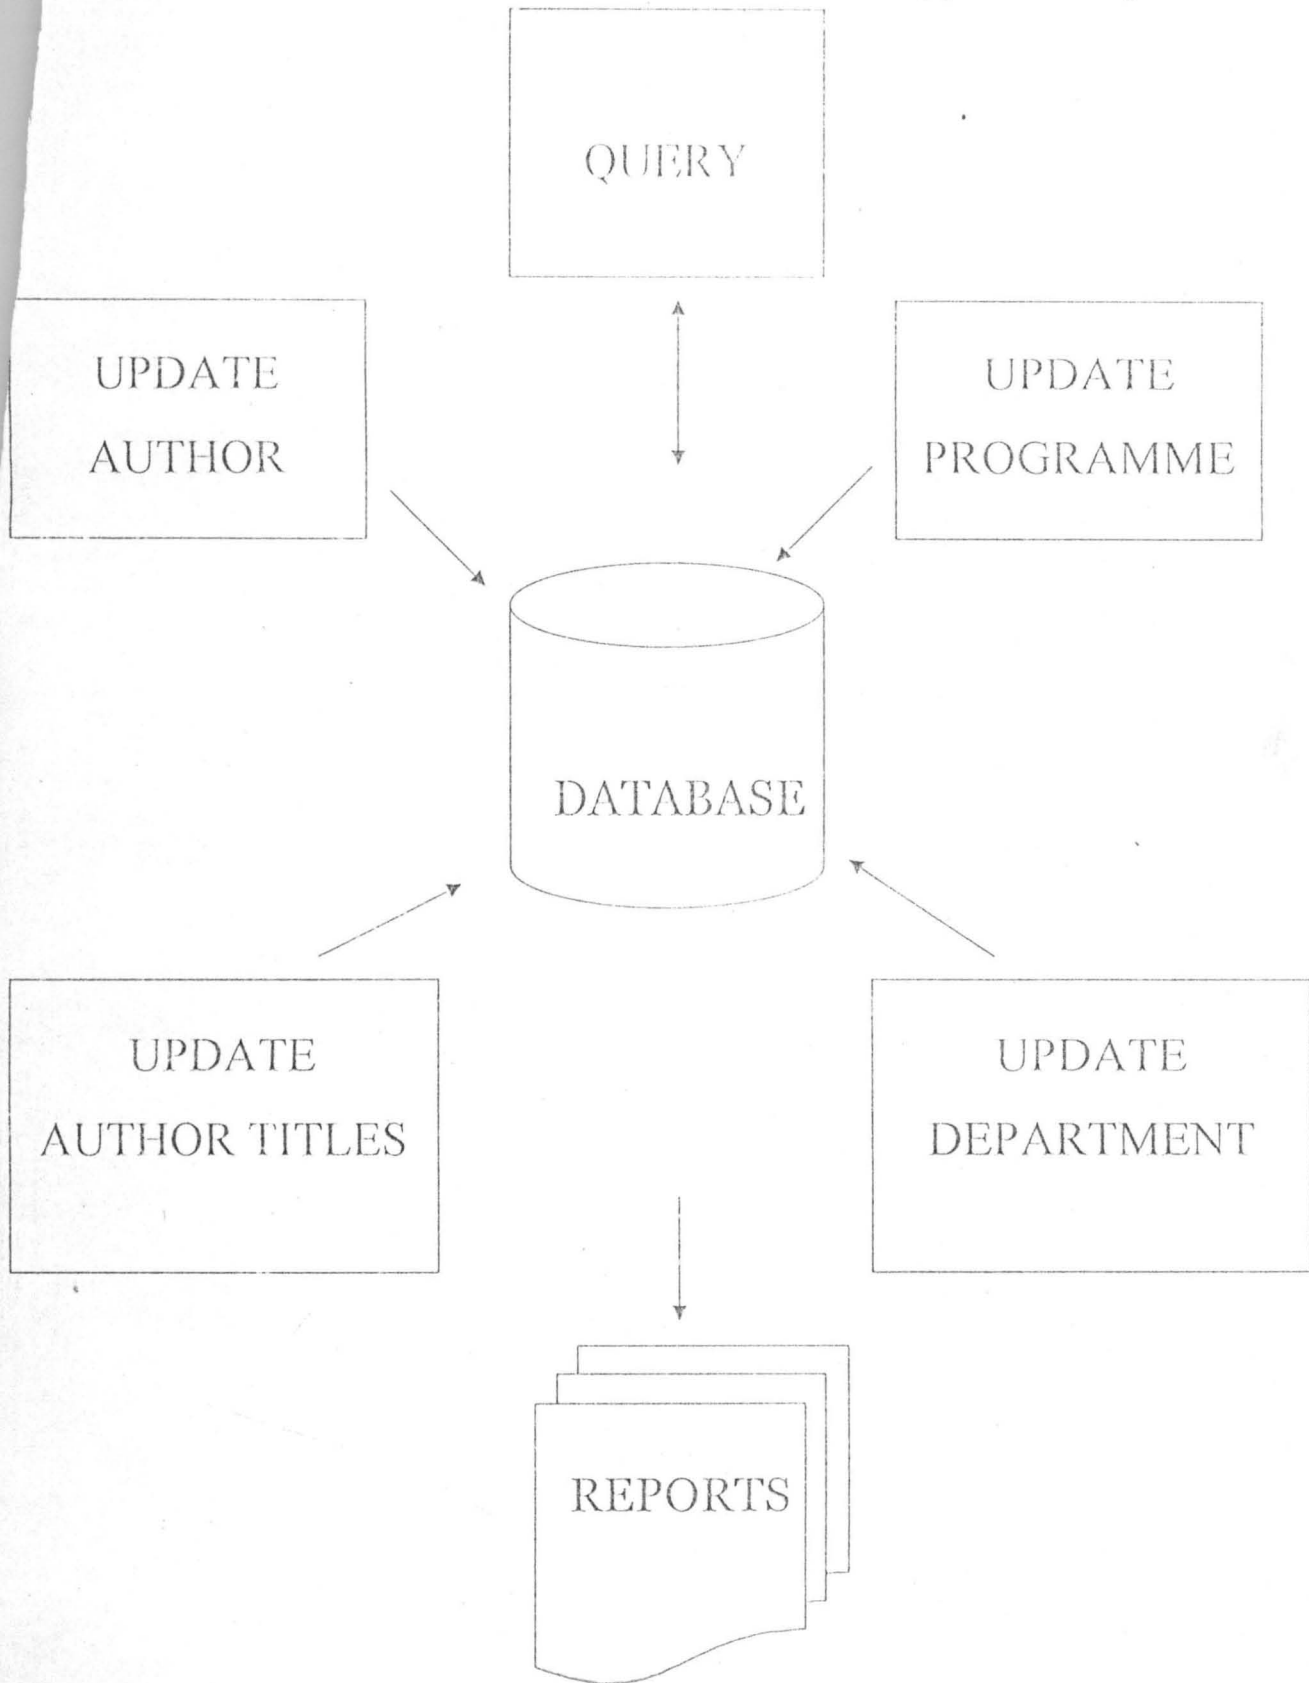 QUERY
UPDATE
AUTHOR
UPDATE
PROGRAMME
DATABASE
UPDATE
AUTHOR TITLES
UPDATE
DEPARTMENT
REPORTS